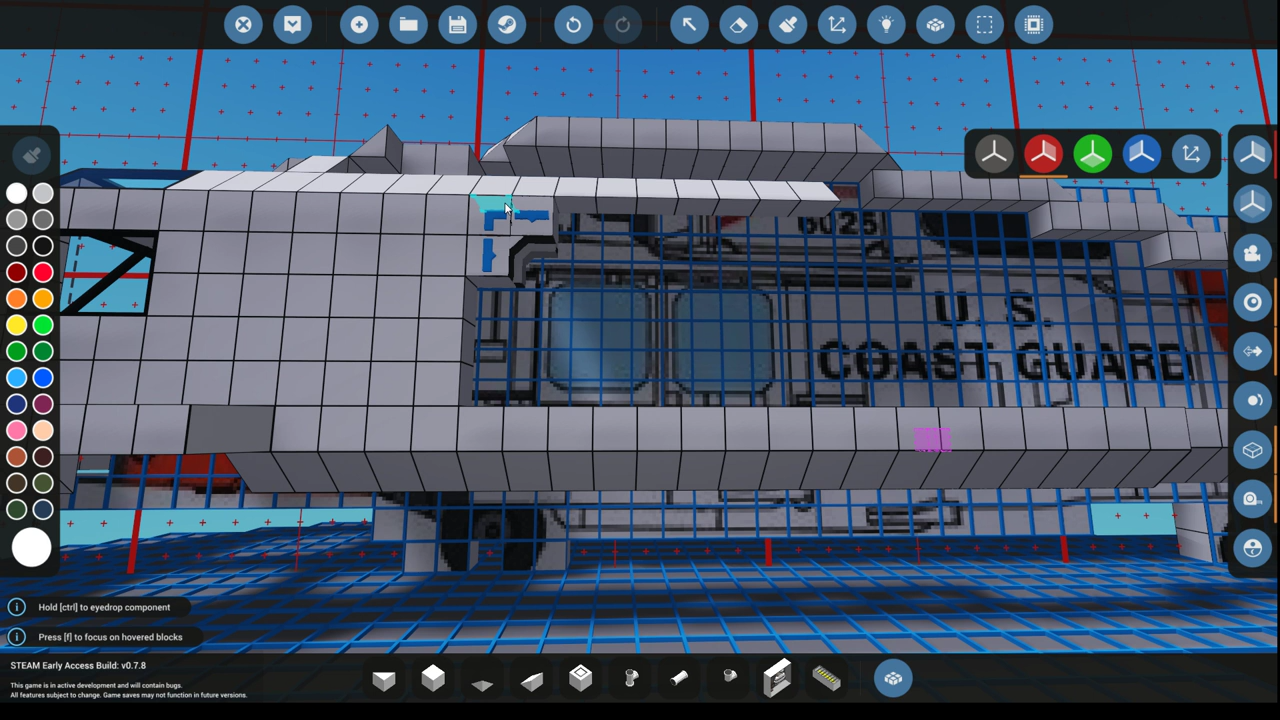 6025
U. S.
COAST GUARD
Hold [ctrl] to eyedrop component
Press [f] to focus on hovered blocks
STEAM Early Access Build: v0.7.8
This game is in active development and will contain bugs.
All features subject to change. Game saves may not function in future versions.